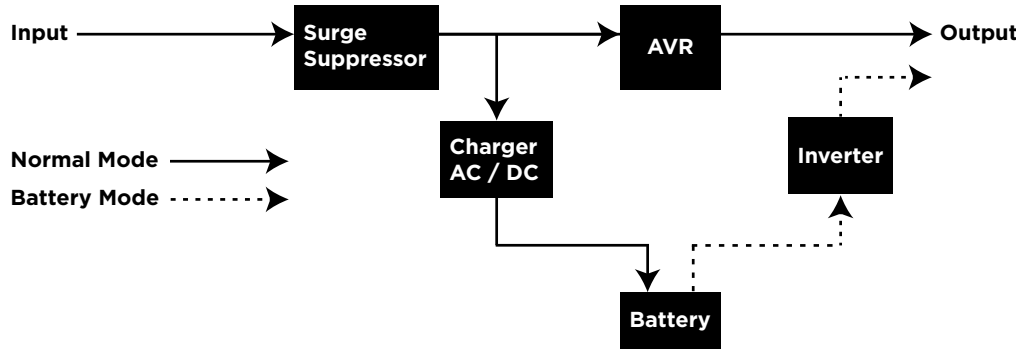 Input
Surge
Suppressor
AVR
Output
Charger
AC / DC
Inverter
Normal Mode
Battery Mode
Battery